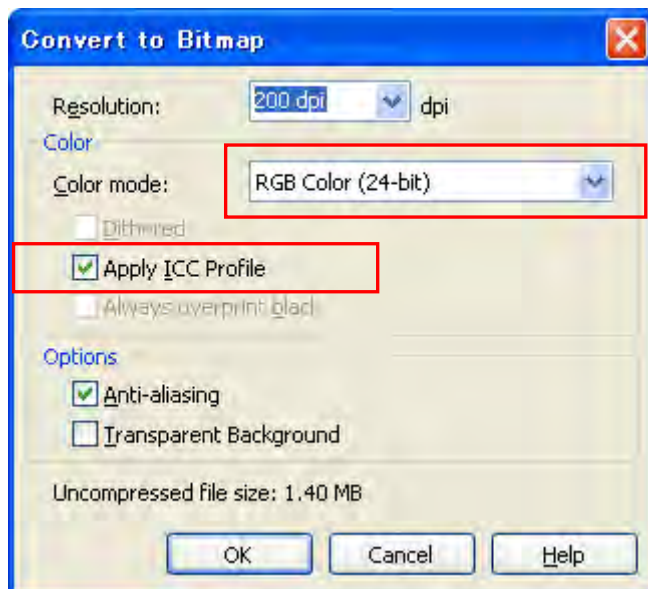 Convert to Bitmap
Resolution: 200 dpi dpi
Color
Color mode: RGB Color (24-bit)
Dithered
Apply ICC Profile
Always overprint blac
Options
Anti-aliasing
Transparent Background
Uncompressed file size: 1.40 MB
OK Cancel Help